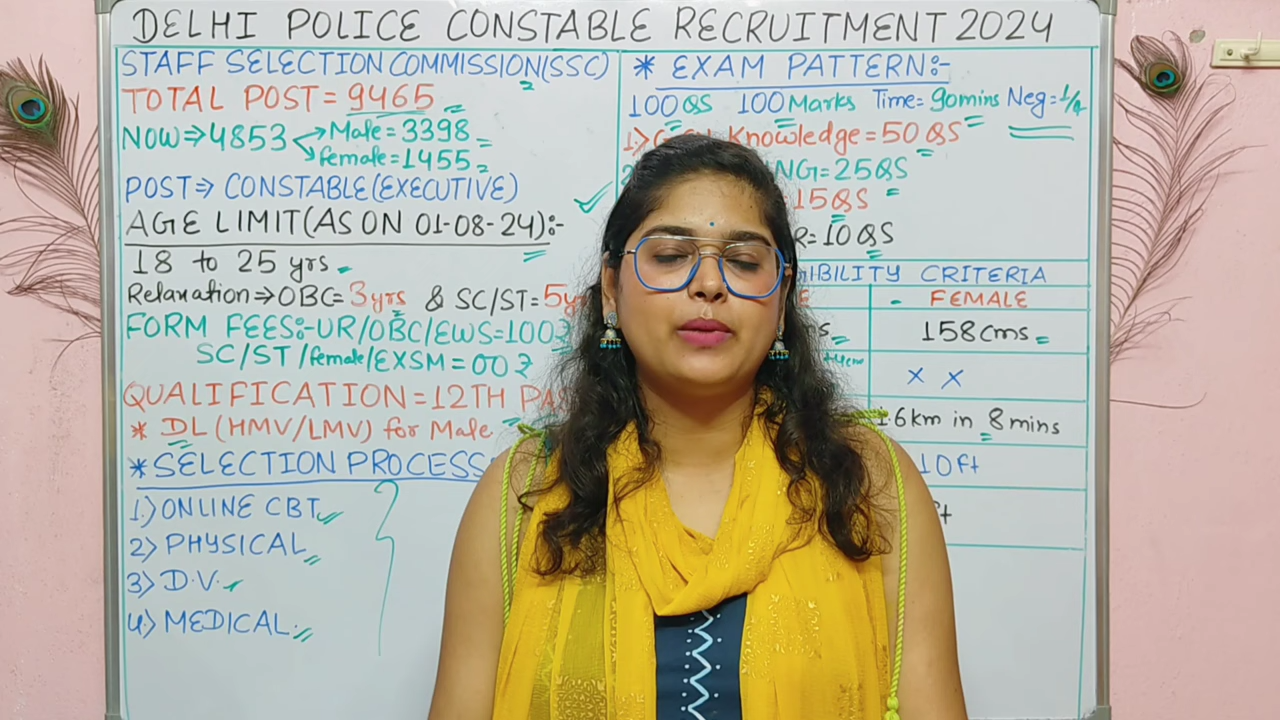 DELHI POLICE CONSTABLE RECRUITMENT 2024
STAFF SELECTION COMMISSION(SSC)
TOTAL POST = 9465
NOW⇒4853
Male=3398
female=1455
POST⇒ CONSTABLE(EXECUTIVE)
AGE LIMIT(AS ON 01-08-24):-
18 to 25 yrs
Relaxation⇒OBC=3yrs & SC/ST=5
FORM FEES:-UR/OBC/EWS=100₹
SC/ST/female/EXSM=00₹
QUALIFICATION=12TH
* DL(HMV/LMV) for Male
*SELECTION PROCESS
1.)ONLINE CBT
2) PHYSICAL
3) D.V.
4) MEDICAL
* EXAM PATTERN:-
100QS 100Marks Time=90mins Neg=1/4
1.) Knowledge=50QS
=25QS
15QS
=10QS
CRITERIA
FEMALE
158cms
x x
1.6km in 8mins
10ft